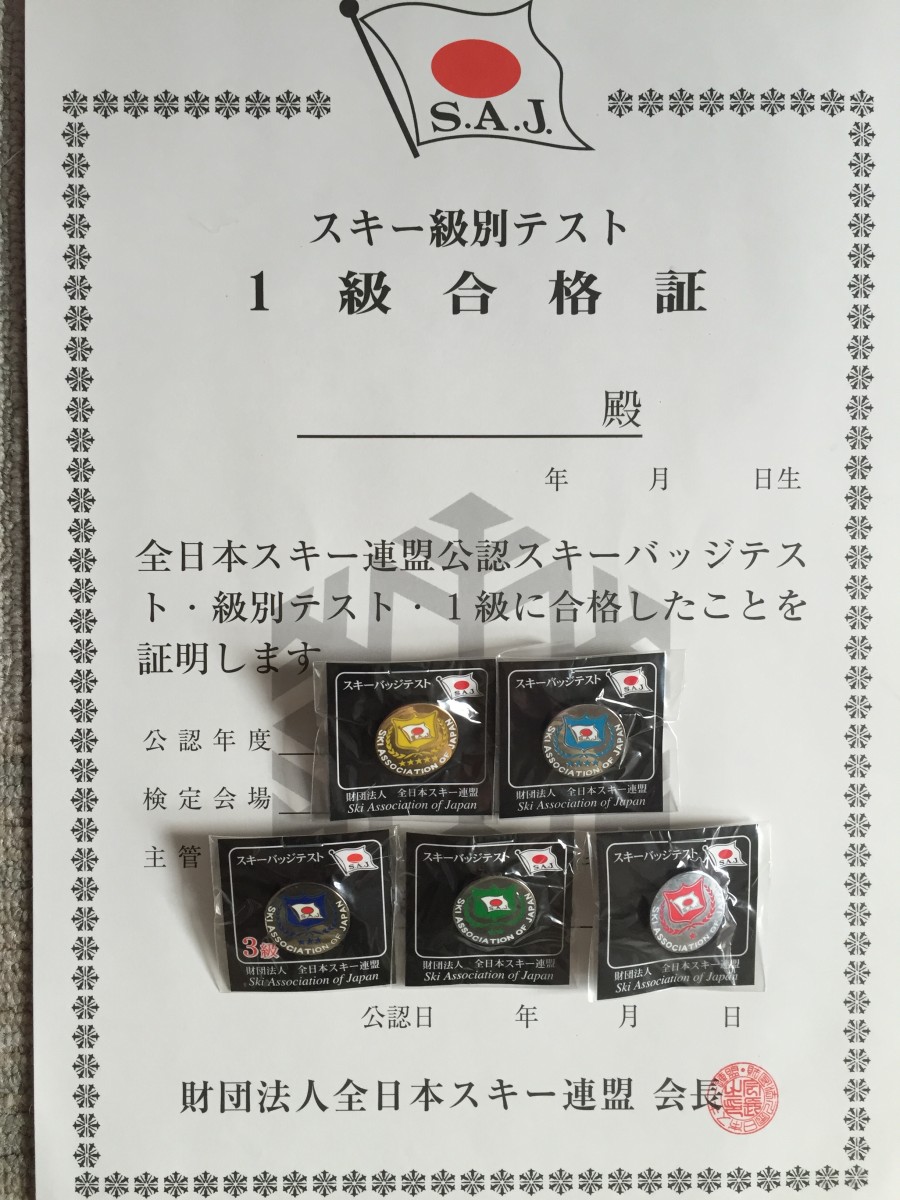 S.A.J.
スキー級別テスト
1級合格証
殿
年 月 日生
全日本スキー連盟公認スキーバッジテス
ト・級別テスト・1級に合格したことを
証明します
公認年度
検定会場
主管
スキーバッジテスト
S.A.J.
SKI ASSOCIATION OF JAPAN
財団法人 全日本スキー連盟
Ski Association of Japan
スキーバッジテスト
S.A.J.
SKI ASSOCIATION OF JAPAN
財団法人 全日本スキー連盟
Ski Association of Japan
スキーバッジテスト
S.A.J.
SKI ASSOCIATION OF JAPAN
3級
財団法人 全日本スキー連盟
Ski Association of Japan
スキーバッジテスト
S.A.J.
SKI ASSOCIATION OF JAPAN
財団法人 全日本スキー連盟
Ski Association of Japan
スキーバッジテスト
S.A.J.
SKI ASSOCIATION OF
財団法人 全日本スキー連盟
Ski Association of Japan
公認日 年 月 日
財団法人全日本スキー連盟 会長